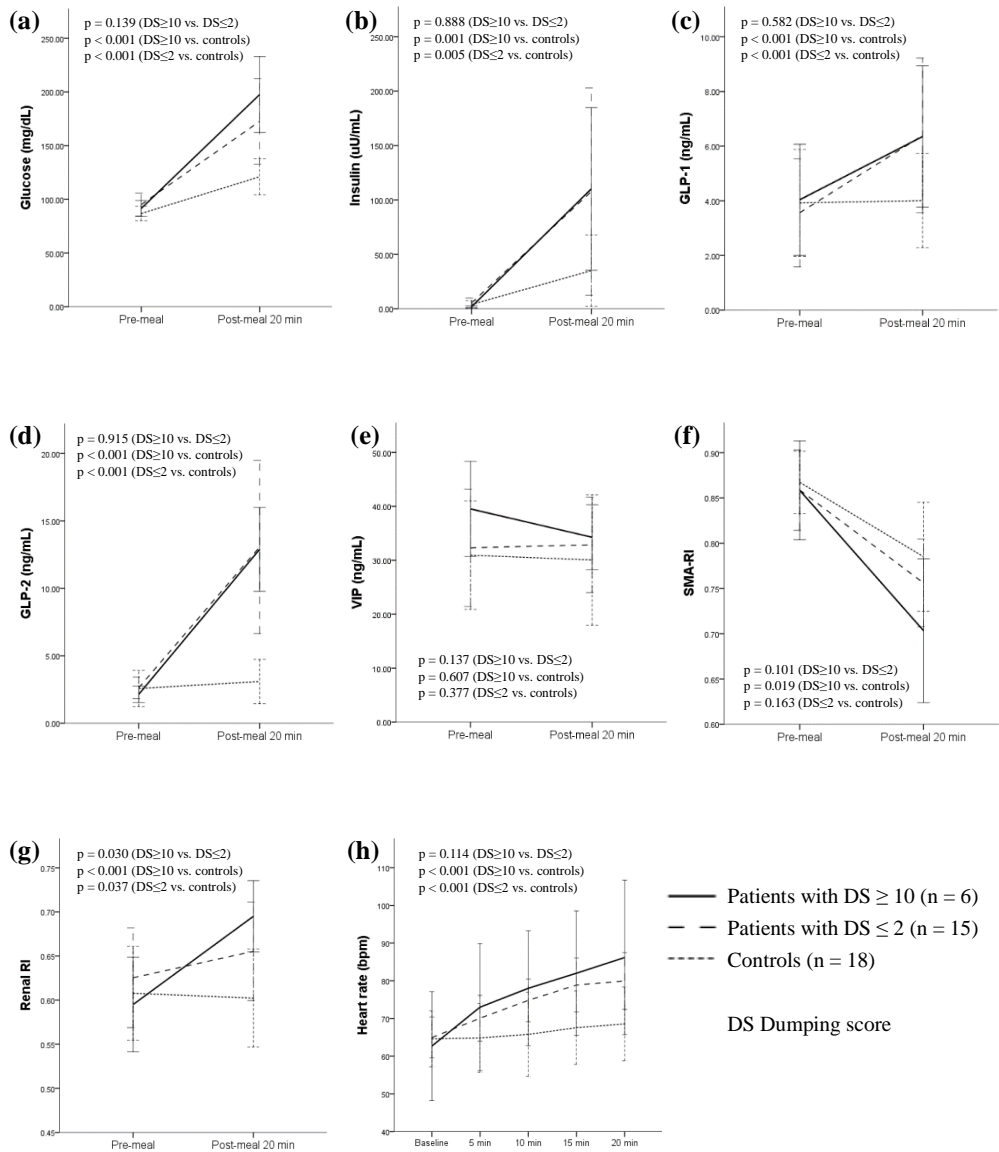 (a)
p = 0.139 (DS≥10 vs. DS≤2)
p < 0.001 (DS≥10 vs. controls)
p < 0.001 (DS≤2 vs. controls)
Glucose (mg/dL)
250.00
200.00
150.00
100.00
50.00
0.00
Pre-meal
Post-meal 20 min
(b)
p = 0.888 (DS≥10 vs. DS≤2)
p = 0.001 (DS≥10 vs. controls)
p = 0.005 (DS≤2 vs. controls)
Insulin (uU/mL)
250.00
200.00
150.00
100.00
50.00
0.00
Pre-meal
Post-meal 20 min
(c)
p = 0.582 (DS≥10 vs. DS≤2)
p < 0.001 (DS≥10 vs. controls)
p < 0.001 (DS≤2 vs. controls)
GLP-1 (ng/mL)
10.00
8.00
6.00
4.00
2.00
0.00
Pre-meal
Post-meal 20 min
(d)
p = 0.915 (DS≥10 vs. DS≤2)
p < 0.001 (DS≥10 vs. controls)
p < 0.001 (DS≤2 vs. controls)
GLP-2 (ng/mL)
20.00
15.00
10.00
5.00
0.00
Pre-meal
Post-meal 20 min
(e)
VIP (ng/mL)
50.00
40.00
30.00
20.00
10.00
0.00
p = 0.137 (DS≥10 vs. DS≤2)
p = 0.607 (DS≥10 vs. controls)
p = 0.377 (DS≤2 vs. controls)
Pre-meal
Post-meal 20 min
(f)
SMA-RI
0.90
0.85
0.80
0.75
0.70
0.65
0.60
p = 0.101 (DS≥10 vs. DS≤2)
p = 0.019 (DS≥10 vs. controls)
p = 0.163 (DS≤2 vs. controls)
Pre-meal
Post-meal 20 min
(g)
p = 0.030 (DS≥10 vs. DS≤2)
p < 0.001 (DS≥10 vs. controls)
p = 0.037 (DS≤2 vs. controls)
Renal RI
0.75
0.70
0.65
0.60
0.55
0.50
0.45
Pre-meal
Post-meal 20 min
(h)
p = 0.114 (DS≥10 vs. DS≤2)
p < 0.001 (DS≥10 vs. controls)
p < 0.001 (DS≤2 vs. controls)
Heart rate (bpm)
110
100
90
80
70
60
50
40
Baseline
5 min
10 min
15 min
20 min
Patients with DS ≥ 10 (n = 6)
Patients with DS ≤ 2 (n = 15)
Controls (n = 18)
DS Dumping score